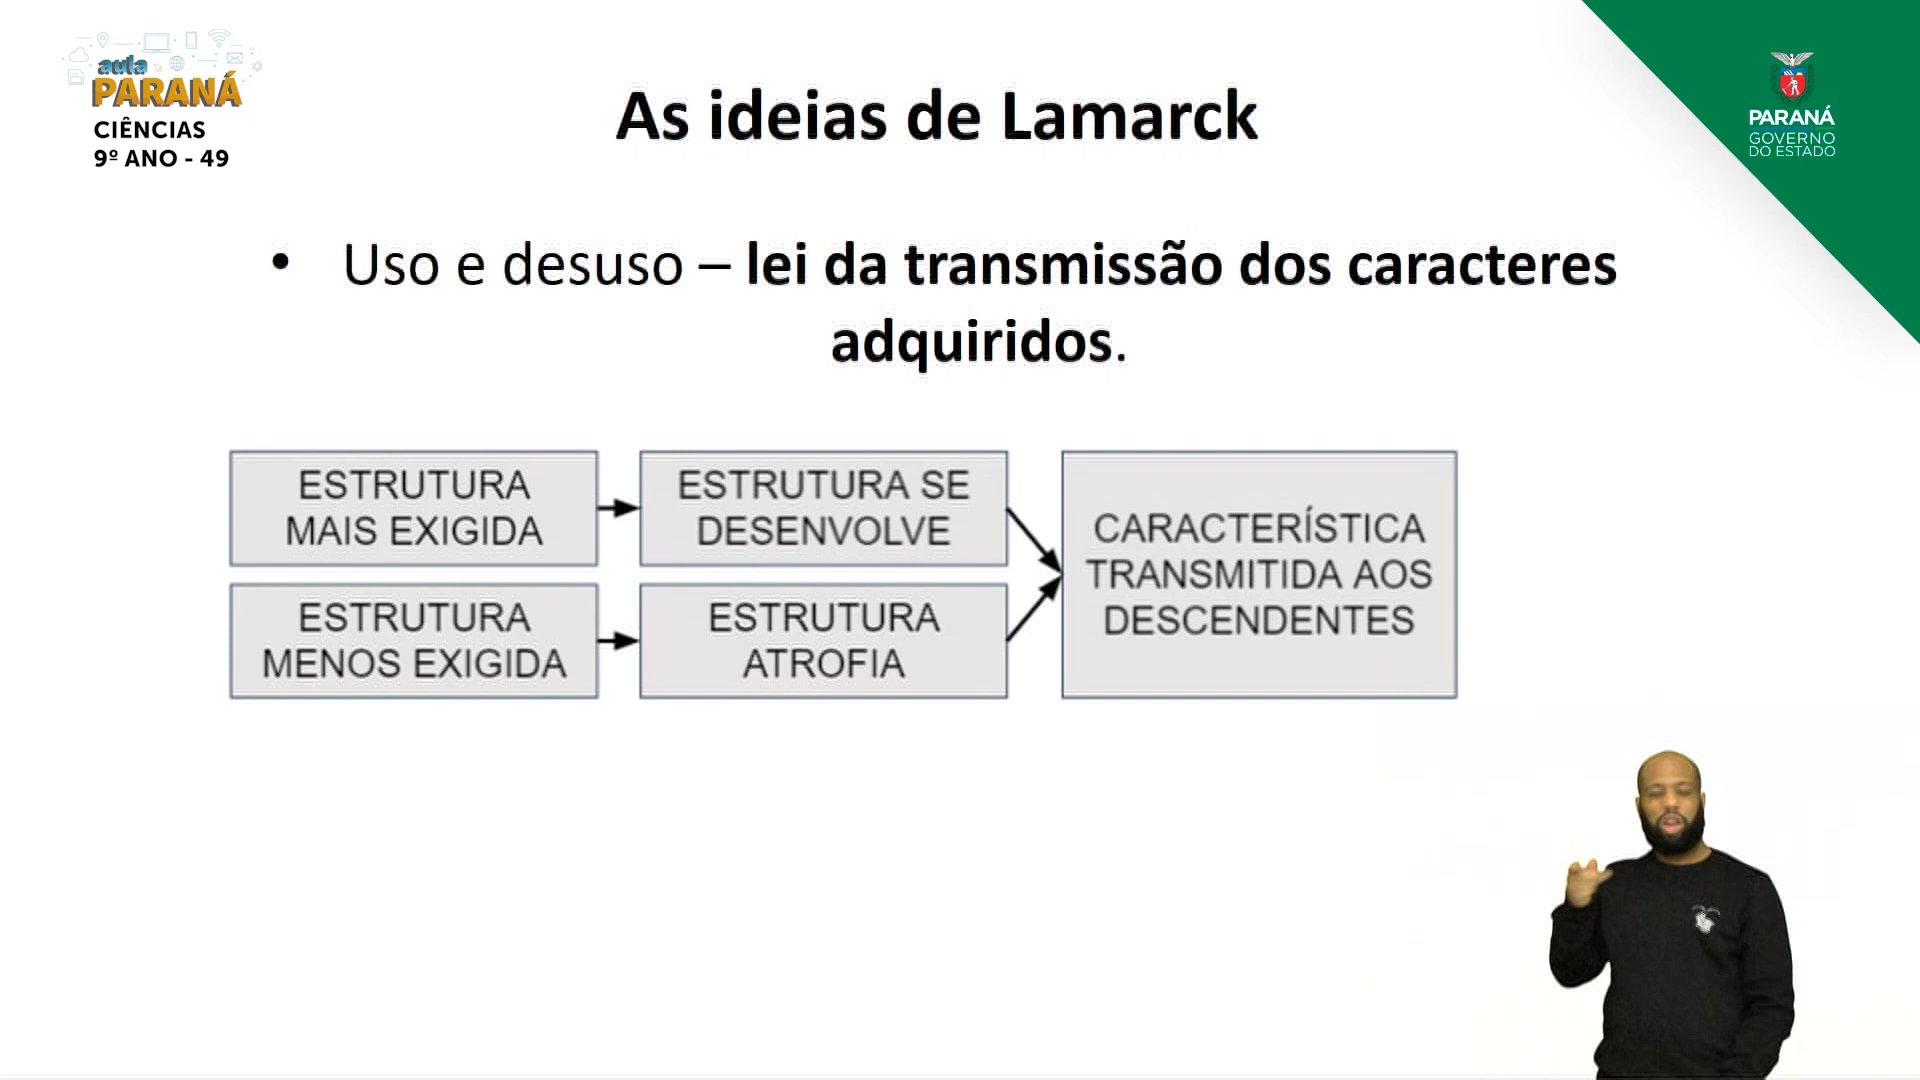 aula
PARANÁ
CIÊNCIAS
9º ANO - 49
As ideias de Lamarck
PARANÁ
GOVERNO
DO ESTADO
• Uso e desuso – lei da transmissão dos caracteres
adquiridos.
ESTRUTURA
MAIS EXIGIDA
ESTRUTURA SE
DESENVOLVE
ESTRUTURA
MENOS EXIGIDA
ESTRUTURA
ATROFIA
CARACTERÍSTICA
TRANSMITIDA AOS
DESCENDENTES